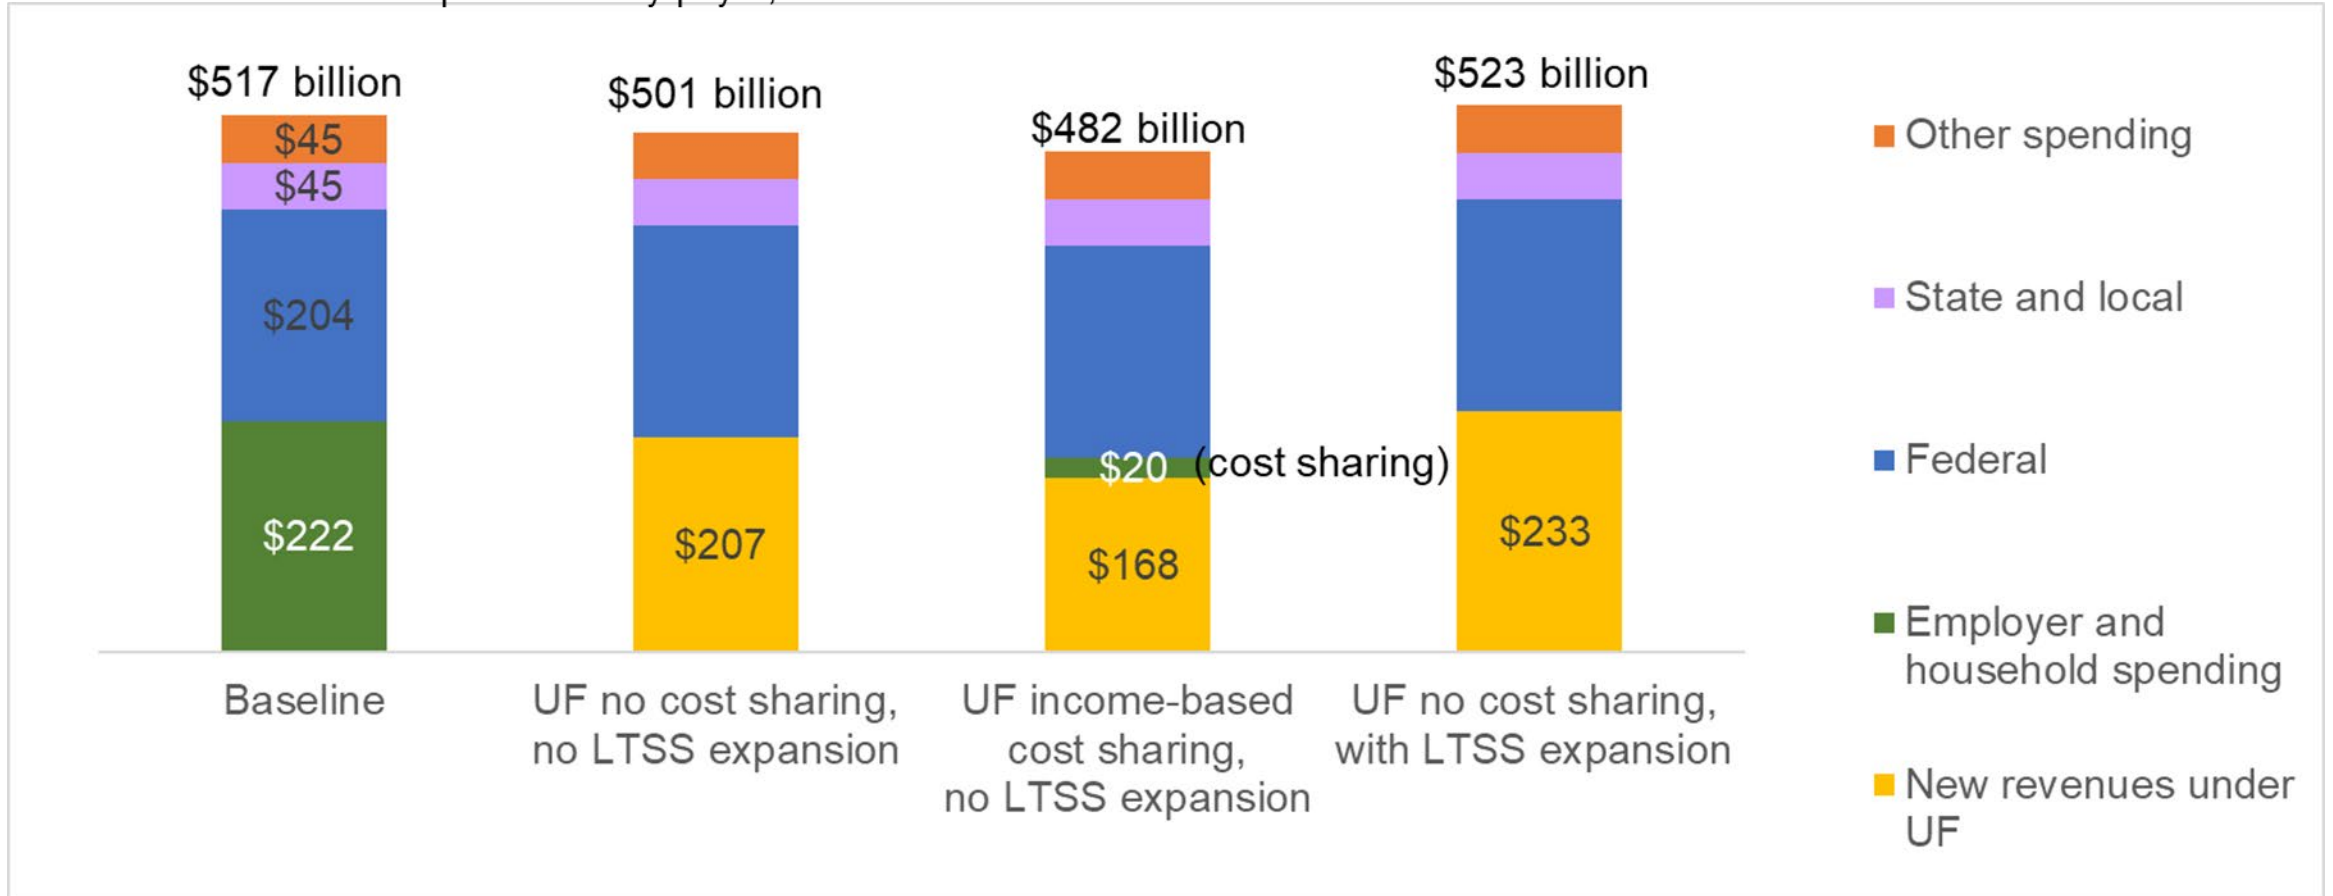 $517 billion
$501 billion
$482 billion
$523 billion
$45
$45
$204
$222
$207
$20 (cost sharing)
$168
$233
Baseline
UF no cost sharing,
no LTSS expansion
UF income-based
cost sharing,
no LTSS expansion
UF no cost sharing,
with LTSS expansion
Other spending
State and local
Federal
Employer and
household spending
New revenues under
UF